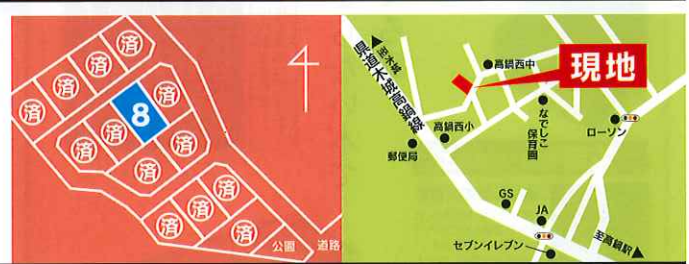 済
済
済
済
済
8
済
済
済
済
済
済
済
済
済
公園
道路
至木城
県道木城高鍋線
高鍋西中
現地
なでしこ
保育園
ローソン
高鍋西小
郵便局
GS
JA
セブンイレブン
至高鍋駅